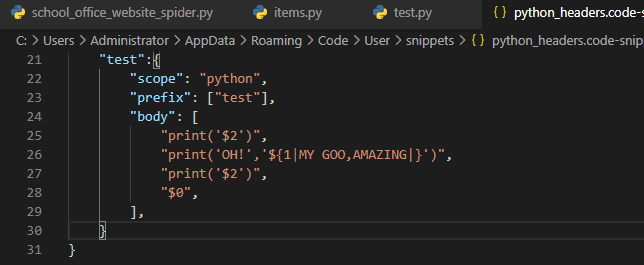 school_office_website_spider.py items.py test.py {} python_headers.code-s
C: > Users > Administrator > AppData > Roaming > Code > User > snippets > {} python_headers.code-snip
21 "test":{
22 "scope": "python",
23 "prefix": ["test"],
24 "body": [
25 "print('$2')",
26 "print('OH!','${1|MY GOO,AMAZING|}')",
27 "print('$2')",
28 "$0",
29 ],
30 }
31 }